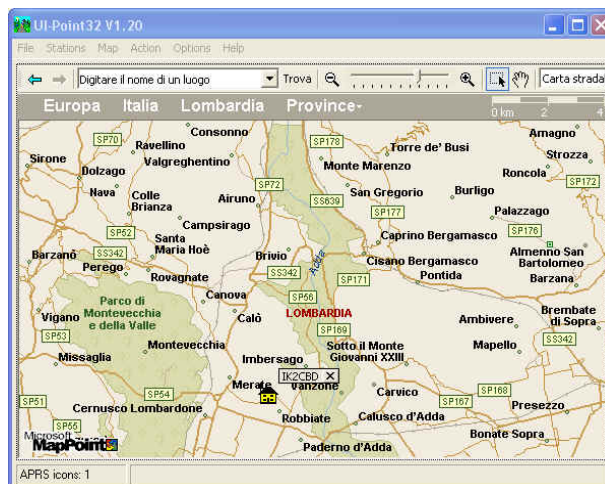 UI-Point32 V1.20
File Stations Map Action Options Help
Digitare il nome di un luogo Trova Carta stradal
Europa Italia Lombardia Province
0 km 2 4
Consonno
SP70
Ravellino
SP178
Torre de' Busi
Amagno
Sirone
Valgreghentino
Monte Marenzo
Strozza
Dolzago
Roncola
Nava
SP72
SP172
Colle Brianza
Airuno
San Gregorio
Burligo
SS639
Palazzago
Campsirago
SP177
SP52
SP176
Santa Maria Hoè
Caprino Bergamasco
Barzanò
SS342
Brivio
Adda
Cisano Bergamasco
Almenno San Bartolomeo
Perego
Rovagnate
SS342
SP171
Pontida
Barzana
Parco di Montevecchia e della Valle
Canova
SP56
Vigano
Calò
LOMBARDIA
Ambivere
Brembate di Sopra
SP53
SP169
Missaglia
Montevecchia
Sotto il Monte Giovanni XXIII
Mapello
SS342
Imbersago
IK2CBD
Merate
Vanzone
SP51
SP54
Carvico
SP167
SP168
Presezzo
Cernusco Lombardone
Robbiate
Calusco d'Adda
SP55
Bonate Sopra
Microsoft
MapPoint
Paderno d'Adda
APRS icons: 1